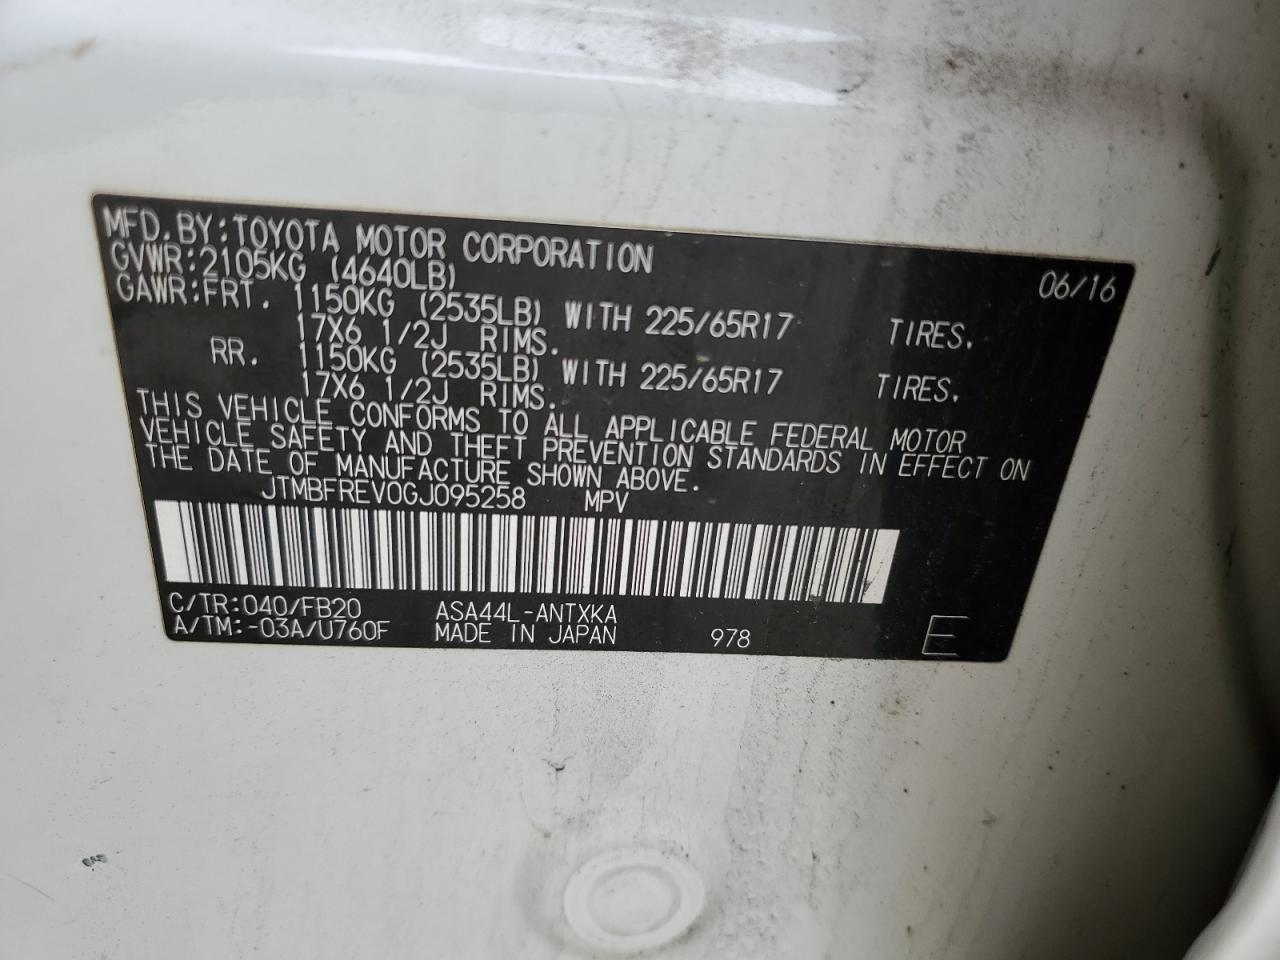 MFD.BY:TOYOTA MOTOR CORPORATION 06/16
GVWR:2105KG (4640LB)
GAWR:FRT. 1150KG (2535LB) WITH 225/65R17 TIRES.
17X6 1/2J RIMS.
RR. 1150KG (2535LB) WITH 225/65R17 TIRES.
17X6 1/2J RIMS.
THIS VEHICLE CONFORMS TO ALL APPLICABLE FEDERAL MOTOR
VEHICLE SAFETY AND THEFT PREVENTION STANDARDS IN EFFECT ON
THE DATE OF MANUFACTURE SHOWN ABOVE.
JTMBFREV0GJ095258 MPV
C/TR:040/FB20 ASA44L-ANTXKA
A/TM:-03A/U760F MADE IN JAPAN 978 E